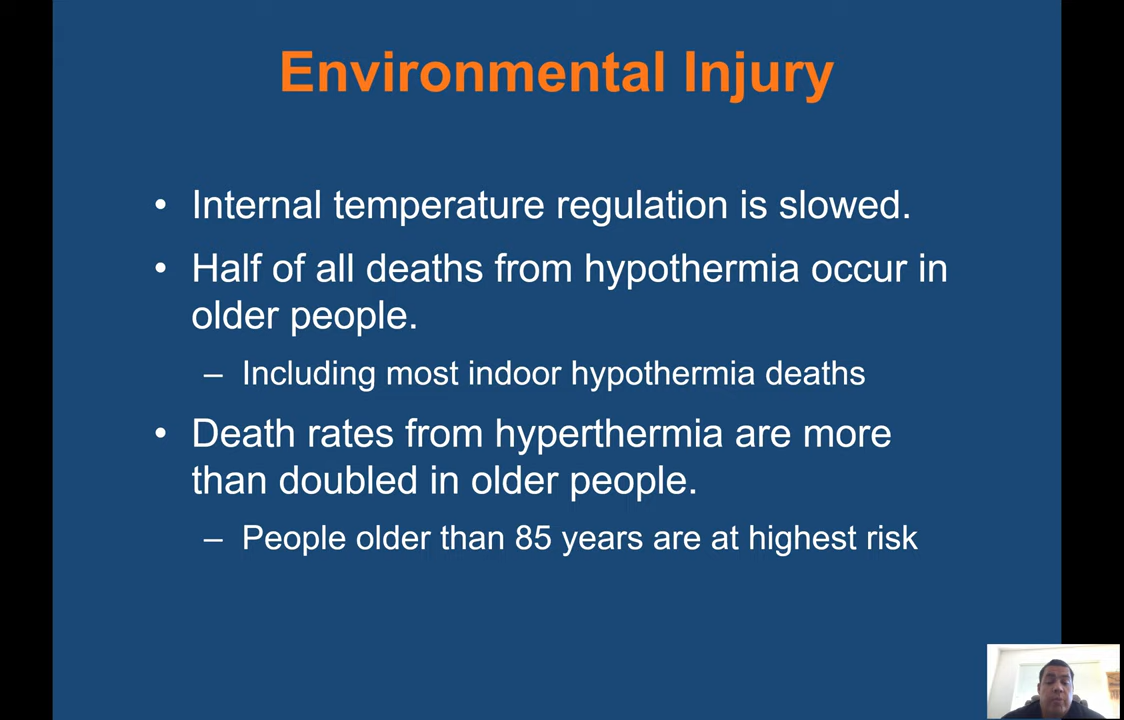 Environmental Injury
• Internal temperature regulation is slowed.
• Half of all deaths from hypothermia occur in
older people.
– Including most indoor hypothermia deaths
• Death rates from hyperthermia are more
than doubled in older people.
– People older than 85 years are at highest risk